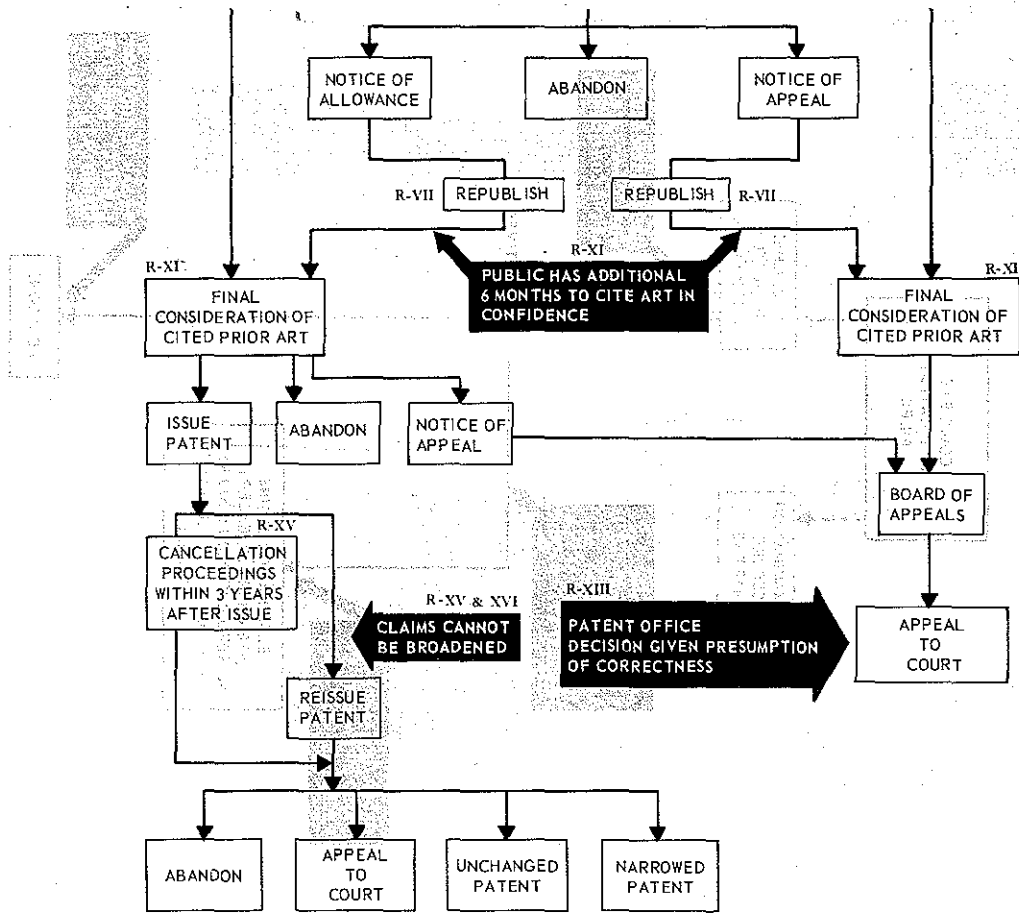 NOTICE OF
ALLOWANCE
ABANDON
NOTICE OF
APPEAL
R-VII
REPUBLISH
REPUBLISH
R-VII
R-XI
PUBLIC HAS ADDITIONAL
6 MONTHS TO CITE ART IN
CONFIDENCE
R-XI
FINAL
CONSIDERATION OF
CITED PRIOR ART
R-XI
FINAL
CONSIDERATION OF
CITED PRIOR ART
ISSUE
PATENT
ABANDON
NOTICE OF
APPEAL
BOARD OF
APPEALS
R-XV
CANCELLATION
PROCEEDINGS
WITHIN 3 YEARS
AFTER ISSUE
R-XV & XVI
CLAIMS CANNOT
BE BROADENED
R-XIII
PATENT OFFICE
DECISION GIVEN PRESUMPTION
OF CORRECTNESS
APPEAL
TO
COURT
REISSUE
PATENT
ABANDON
APPEAL
TO
COURT
UNCHANGED
PATENT
NARROWED
PATENT